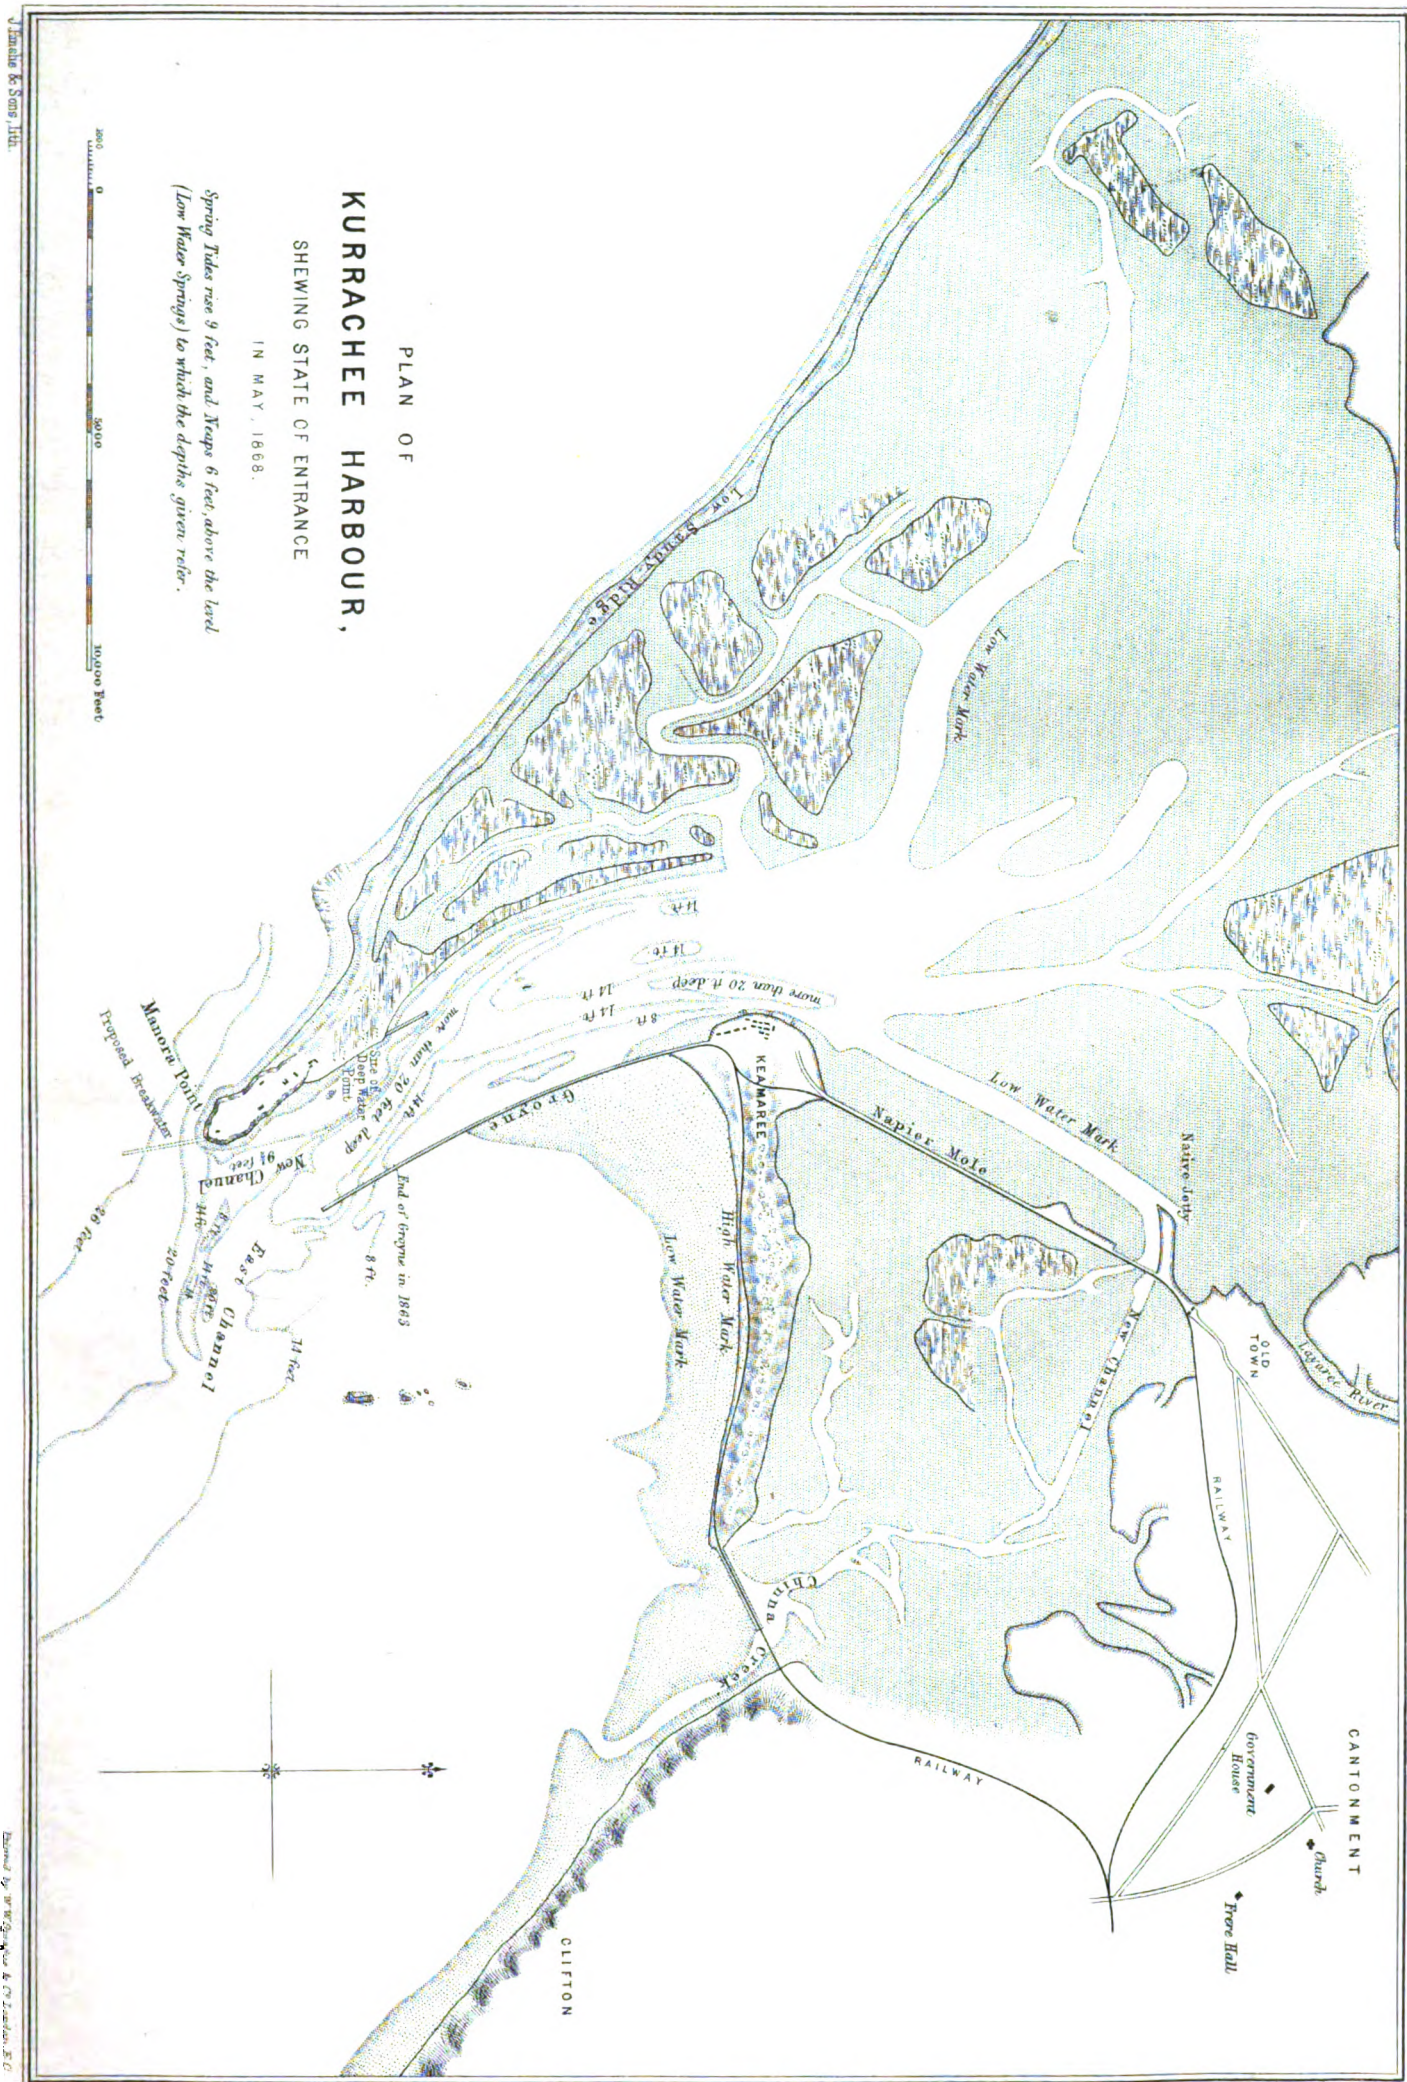 PLAN OF
KURRACHEE HARBOUR,
SHEWING STATE OF ENTRANCE
IN MAY, 1868.
Spring Tides rise 9 feet, and Neaps 6 feet, above the level
(Low Water Springs) to which the depths given refer.
1000 0 5000 10,000 Feet
CANTONMENT
Church
Frere Hall
Government
House
RAILWAY
OLD
TOWN
Layaree River
Native Jetty
Low Water Mark
Napier Mole
New Channel
RAILWAY
Low Water Mark
Low Sandy Ridge
KEAMAREE
High Water Mark
Low Water Mark
Chinna Creek
CLIFTON
14 ft.
14 ft.
more than 20 ft. deep
14 ft.
14 ft.
8 ft.
Groyne
more than 20 feet deep
14 ft.
Site of
Deep Water
Point
End of Groyne in 1865
8 ft.
Manora Point
Proposed Breakwater
New Channel
9½ feet
East Channel
14 feet
20 feet
26 feet